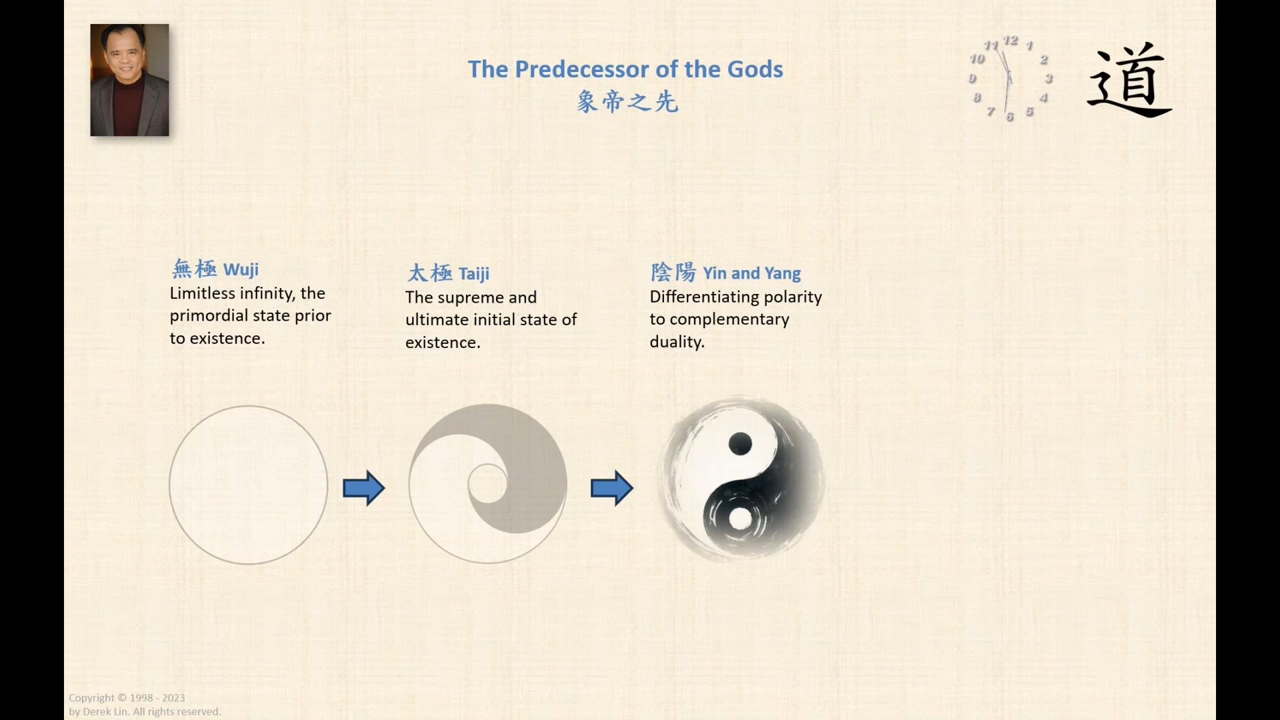 The Predecessor of the Gods
象帝之先
道
12
1
2
3
4
5
6
7
8
9
10
11
無極 Wuji
Limitless infinity, the
primordial state prior
to existence.
太極 Taiji
The supreme and
ultimate initial state of
existence.
陰陽 Yin and Yang
Differentiating polarity
to complementary
duality.
Copyright © 1998 - 2023
by Derek Lin. All rights reserved.